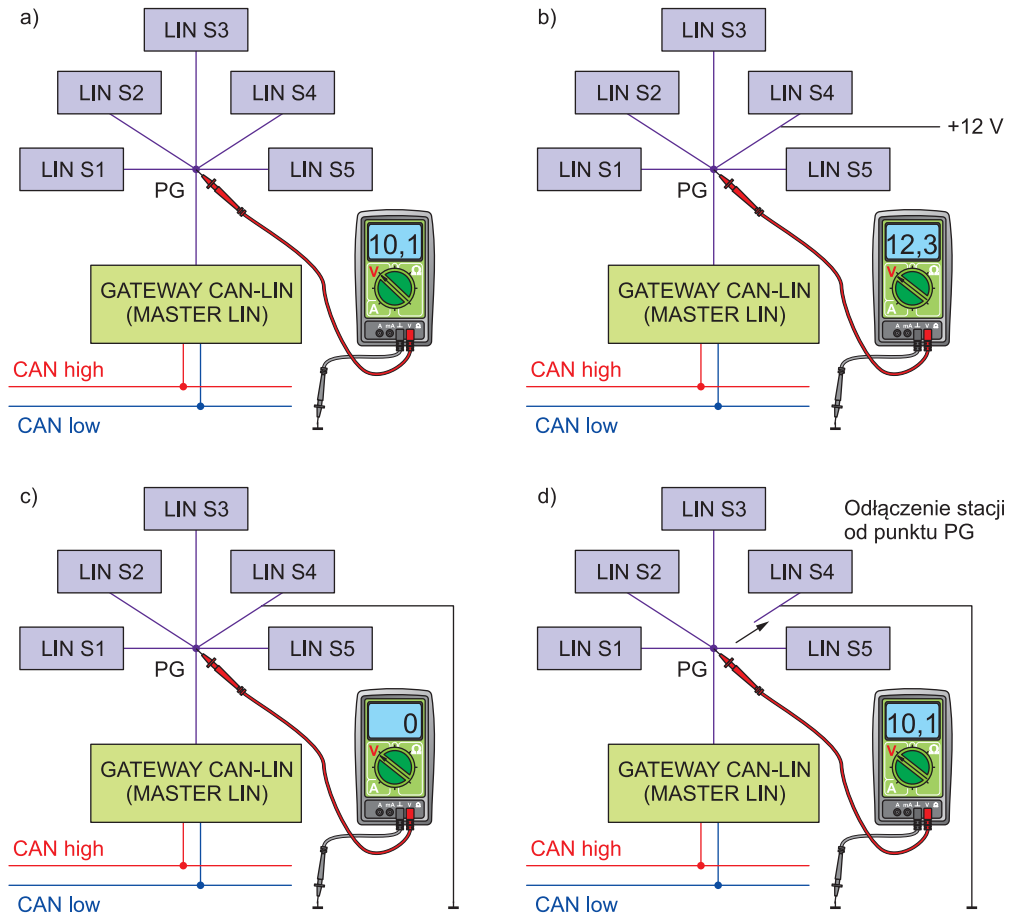 a)
LIN S3
LIN S2
LIN S4
LIN S1
LIN S5
PG
10,1
V
Ω
A
A mA ⊥ V Ω
GATEWAY CAN-LIN
(MASTER LIN)
CAN high
CAN low
b)
LIN S3
LIN S2
LIN S4
+12 V
LIN S1
LIN S5
PG
12,3
V
Ω
A
A mA ⊥ V Ω
GATEWAY CAN-LIN
(MASTER LIN)
CAN high
CAN low
c)
LIN S3
LIN S2
LIN S4
LIN S1
LIN S5
PG
0
V
Ω
A
A mA ⊥ V Ω
GATEWAY CAN-LIN
(MASTER LIN)
CAN high
CAN low
d)
LIN S3
Odłączenie stacji
od punktu PG
LIN S2
LIN S4
LIN S1
LIN S5
PG
10,1
V
Ω
A
A mA ⊥ V Ω
GATEWAY CAN-LIN
(MASTER LIN)
CAN high
CAN low